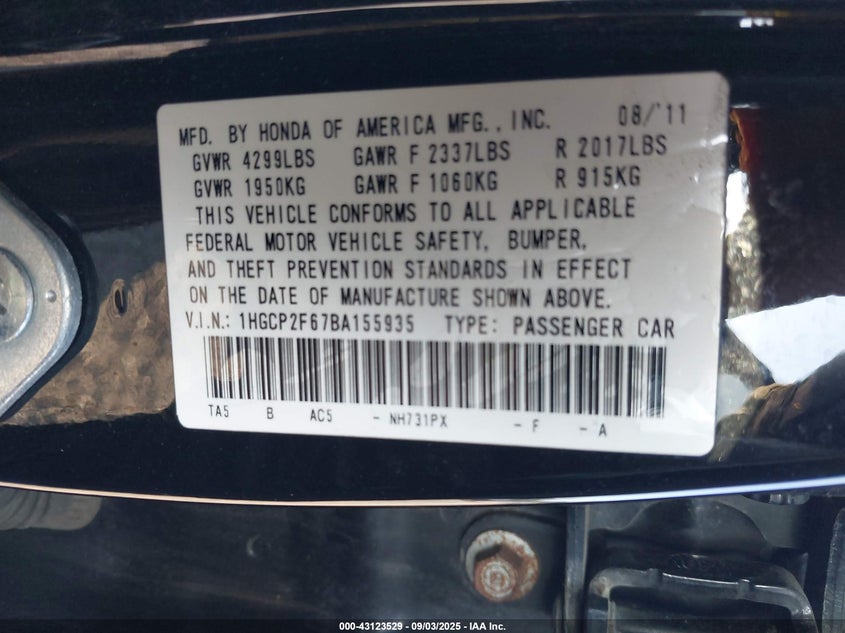 MFD. BY HONDA OF AMERICA MFG., INC. 08/'11
GVWR 4299LBS GAWR F 2337LBS R 2017LBS
GVWR 1950KG GAWR F 1060KG R 915KG
THIS VEHICLE CONFORMS TO ALL APPLICABLE
FEDERAL MOTOR VEHICLE SAFETY, BUMPER,
AND THEFT PREVENTION STANDARDS IN EFFECT
ON THE DATE OF MANUFACTURE SHOWN ABOVE.
V.I.N.: 1HGCP2F67BA155935 TYPE: PASSENGER CAR
TA5 B AC5 - NH731PX - F - A
000-43123529 - 09/03/2025 - IAA Inc.